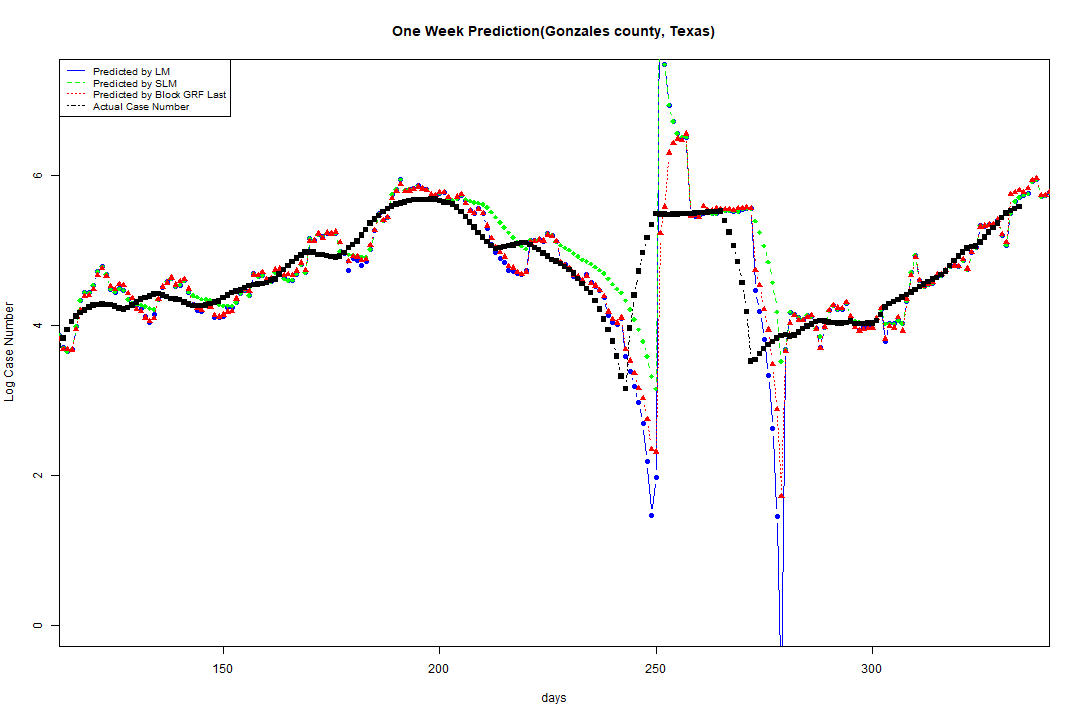 One Week Prediction(Gonzales county, Texas)
Predicted by LM
Predicted by SLM
Predicted by Block GRF Last
Actual Case Number
Log Case Number
6
4
2
0
150 200 250 300
days